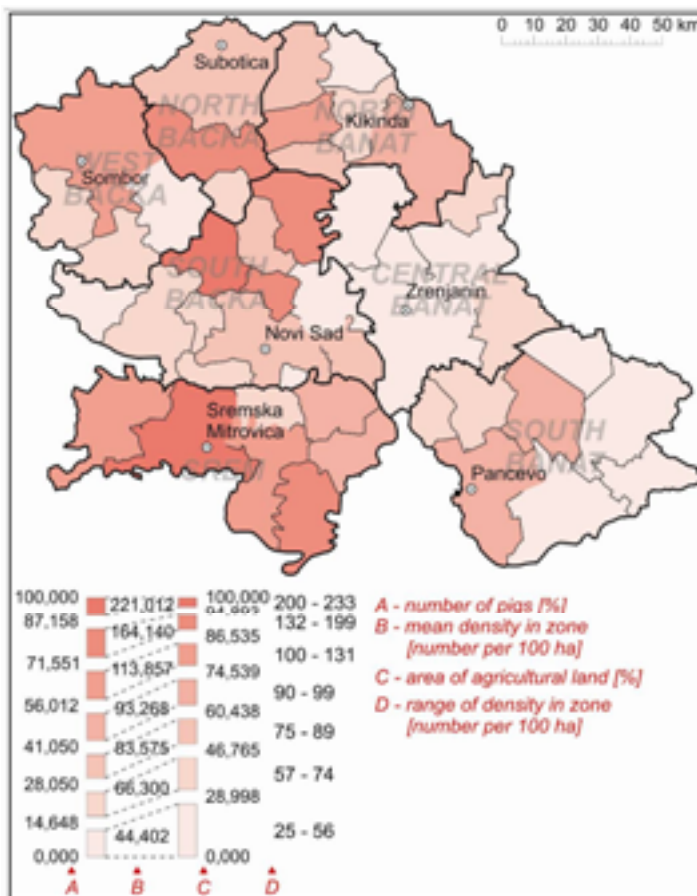 0 10 20 30 40 50 km
Subotica
NORTH
BACKA
NORTH
BANAT
Kikinda
WEST
BACKA
Sombor
SOUTH
BACKA
CENTRAL
BANAT
Zrenjanin
Novi Sad
Sremska
Mitrovica
SREM
SOUTH
BANAT
Pancevo
100,000 221,012 100,000 200 - 233
87,158 164,140 132 - 199
71,551 113,857 86,535 100 - 131
56,012 93,268 74,539 90 - 99
41,050 83,575 60,438 75 - 89
28,050 66,300 46,765 57 - 74
14,648 44,402 28,998 25 - 56
0,000 0,000
A B C D
A - number of pigs [%]
B - mean density in zone
[number per 100 ha]
C - area of agricultural land [%]
D - range of density in zone
[number per 100 ha]